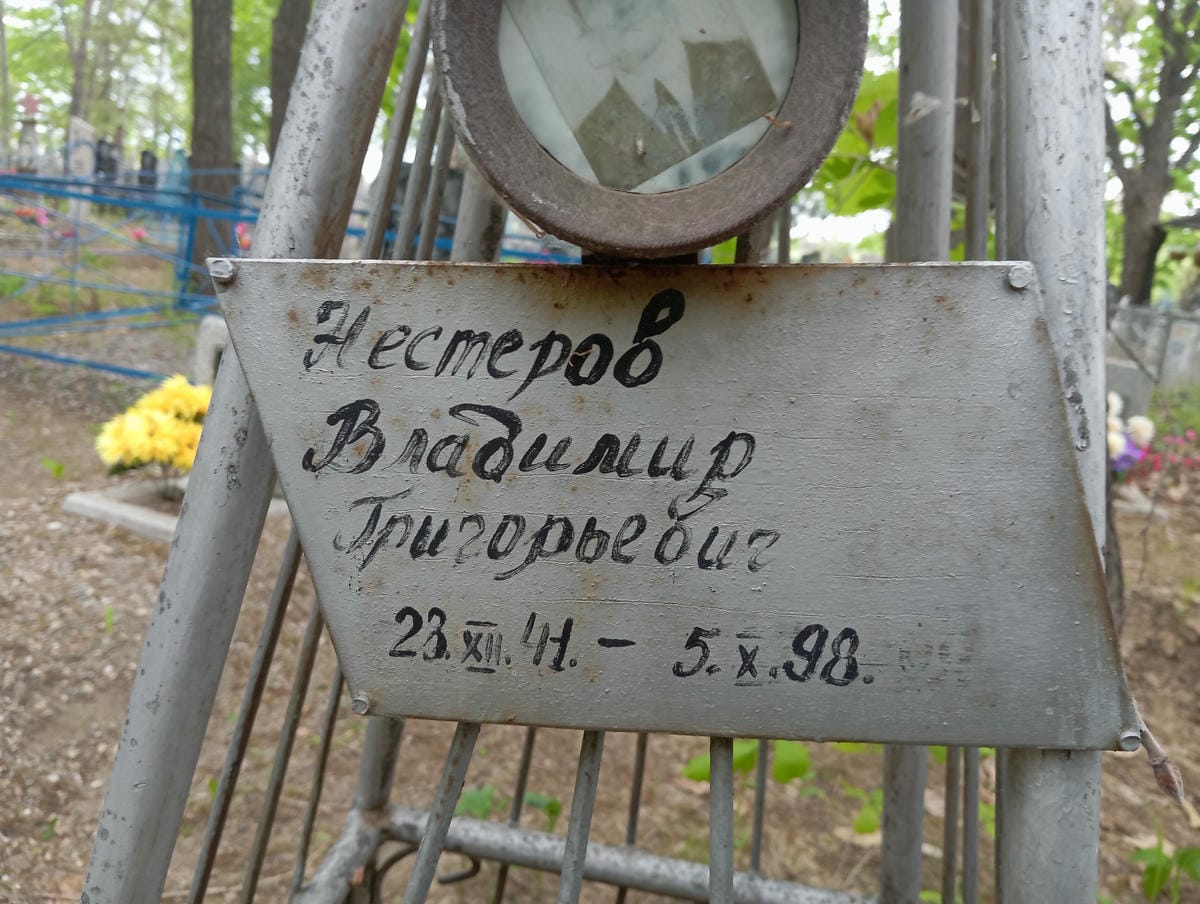 Нестеров
Владимир
Григорьевич
23.XII.41. – 5.X.98.